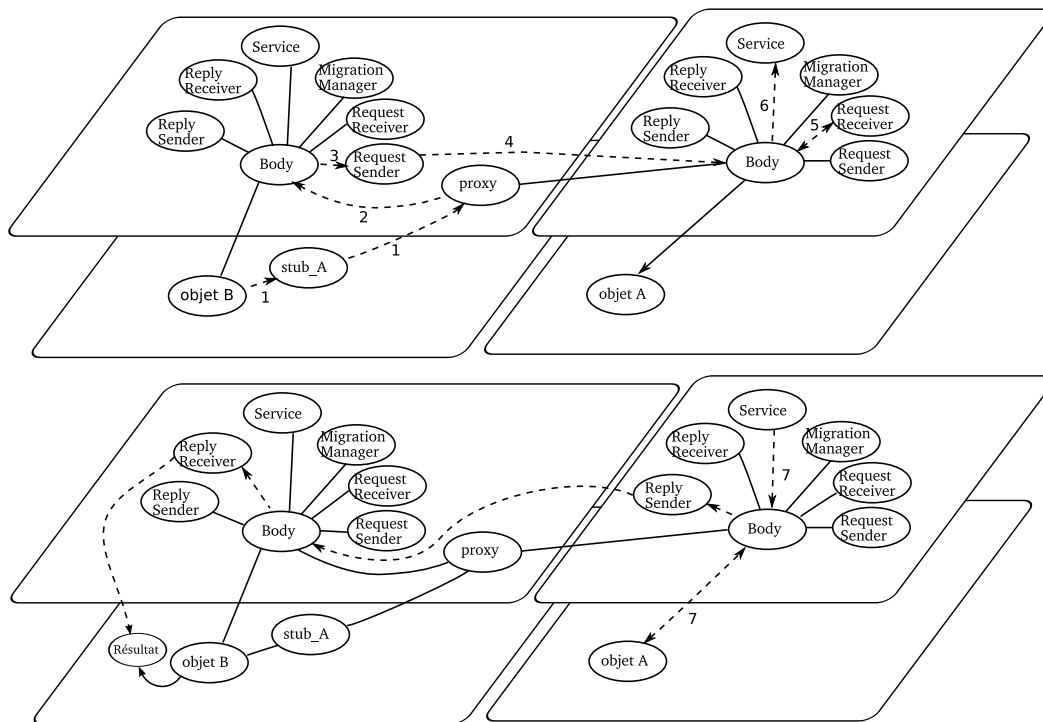 Service
Reply
Receiver
Migration
Manager
Request
Receiver
Reply
Sender
Body
3
Request
Sender
4
proxy
2
1
stub_A
objet B
1
Service
Reply
Receiver
Migration
Manager
6
5
Request
Receiver
Reply
Sender
Body
Request
Sender
objet A
Service
Reply
Receiver
Migration
Manager
Request
Receiver
Reply
Sender
Body
Request
Sender
proxy
stub_A
Résultat
objet B
Service
Reply
Receiver
Migration
Manager
7
Request
Receiver
Reply
Sender
Body
Request
Sender
7
objet A